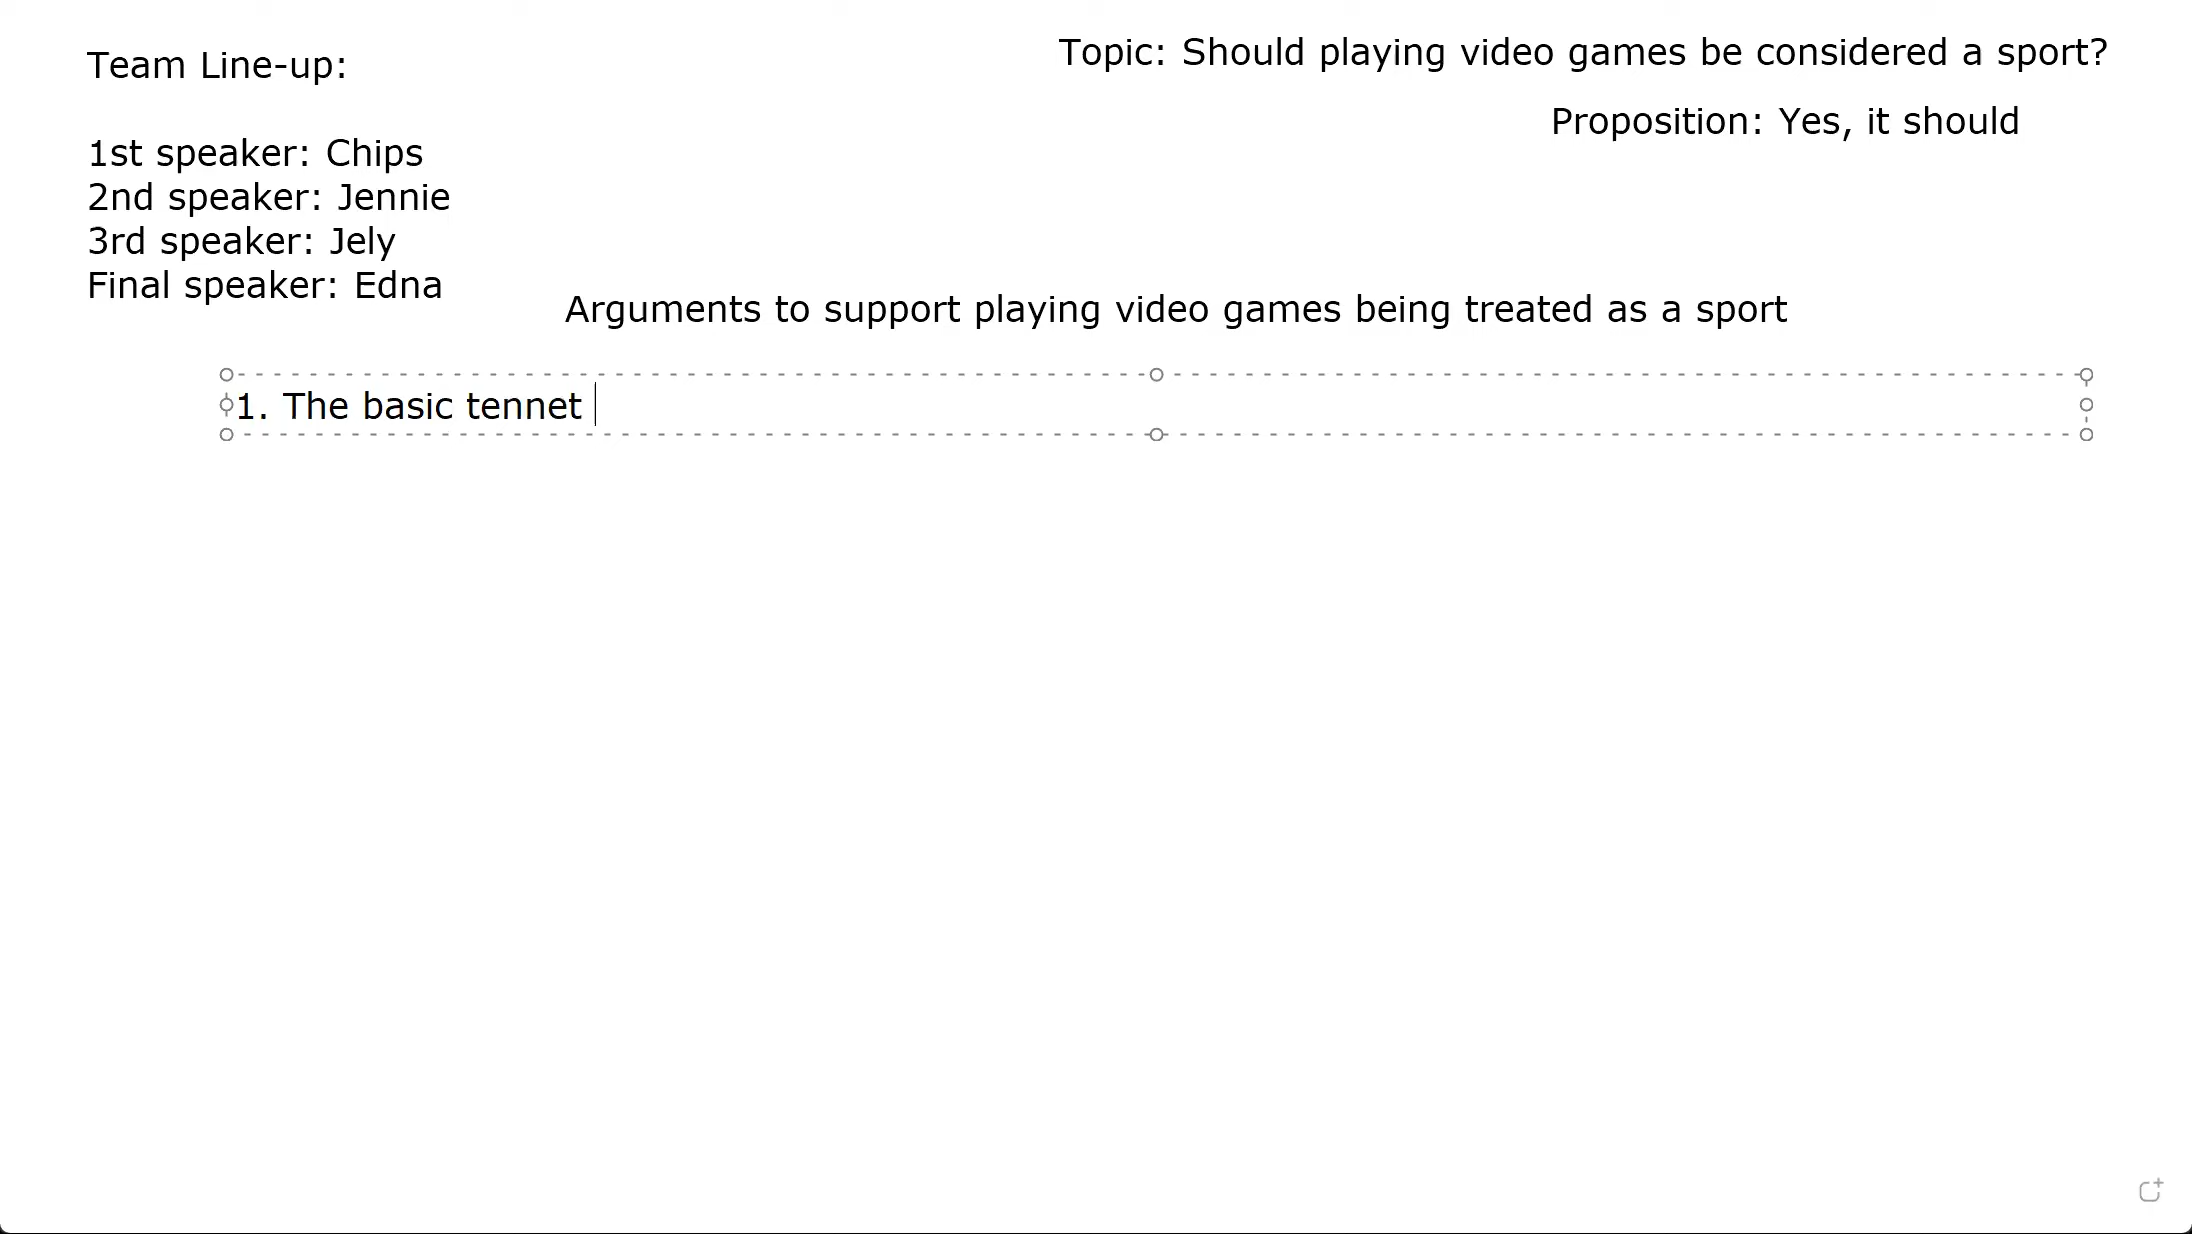 Team Line-up:
Topic: Should playing video games be considered a sport?
Proposition: Yes, it should
1st speaker: Chips
2nd speaker: Jennie
3rd speaker: Jely
Final speaker: Edna
Arguments to support playing video games being treated as a sport
1. The basic tennet